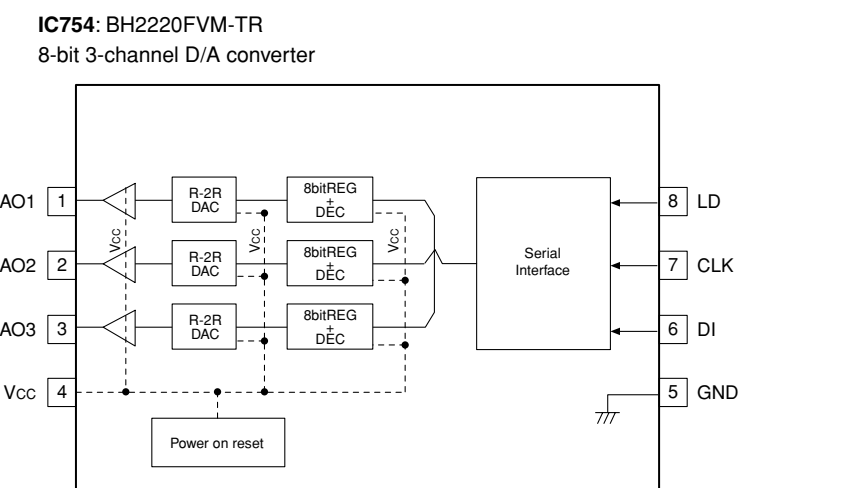 IC754: BH2220FVM-TR
8-bit 3-channel D/A converter
AO1 1
R-2R
DAC
8bitREG
+
DEC
8 LD
Vcc
Vcc
Vcc
AO2 2
R-2R
DAC
8bitREG
+
DEC
Serial
Interface
7 CLK
AO3 3
R-2R
DAC
8bitREG
+
DEC
6 DI
Vcc 4
5 GND
Power on reset